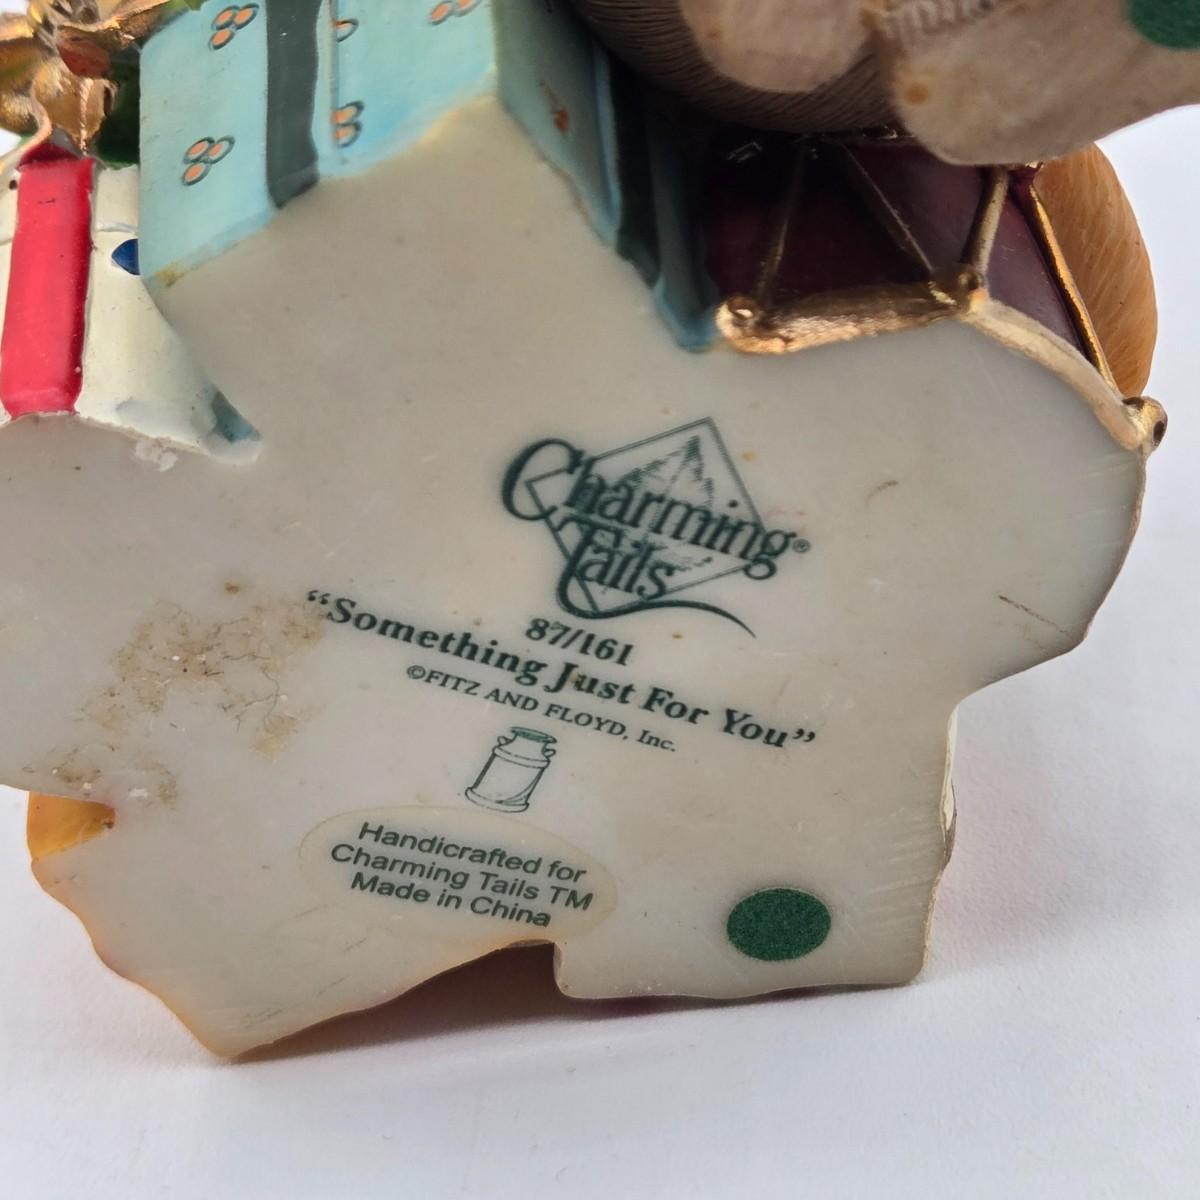 Charming
Tails®
87/161
“Something Just For You”
©FITZ AND FLOYD, Inc.
Handicrafted for
Charming Tails TM
Made in China